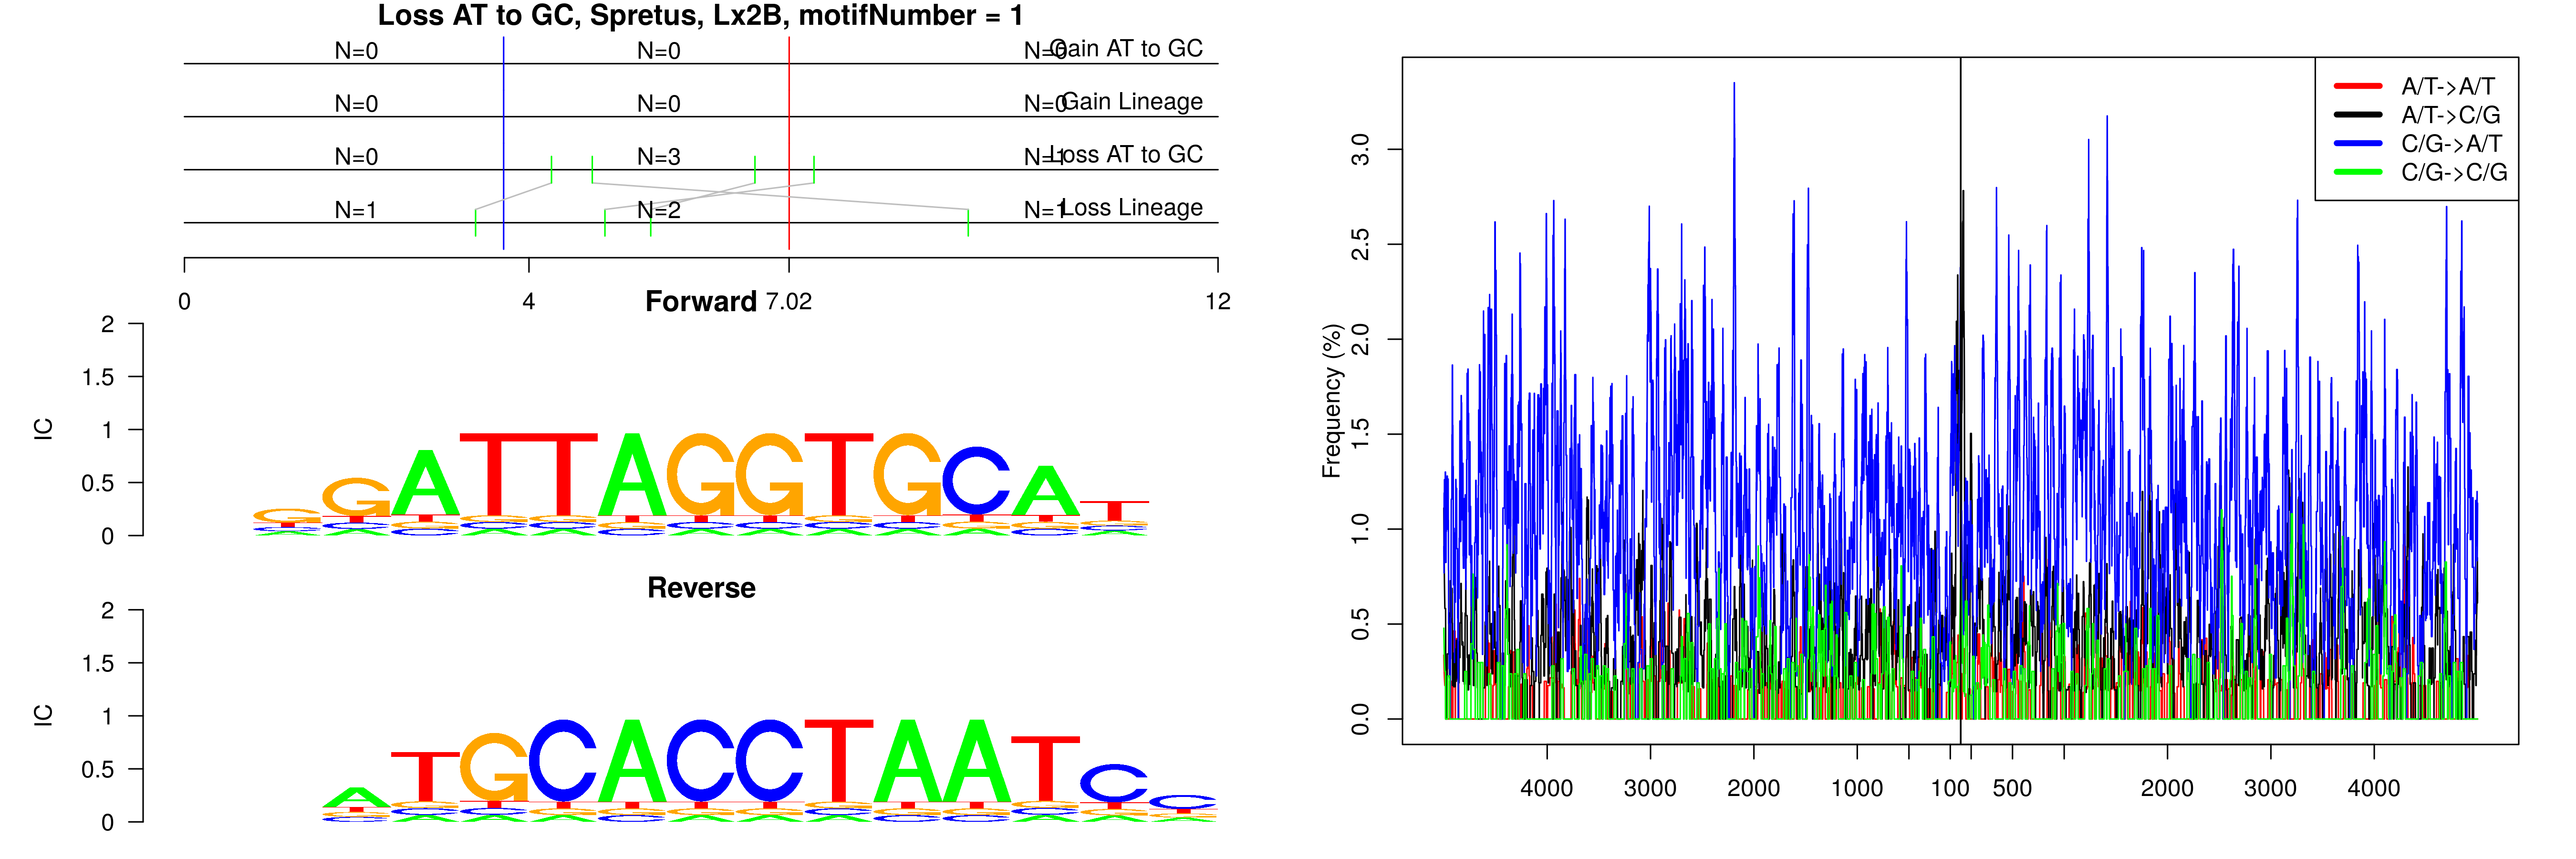 Loss AT to GC, Spretus, Lx2B, motifNumber = 1
N=0 N=0 N=0 Gain AT to GC
N=0 N=0 N=0 Gain Lineage
N=0 N=3 N=1 Loss AT to GC
N=1 N=2 N=1 Loss Lineage
0 4 7.02 12
Forward
2
1.5
1
0.5
0
IC
GGATTAGGTGCAT
Reverse
2
1.5
1
0.5
0
IC
ATGCACCTAATCC
A/T->A/T
A/T->C/G
C/G->A/T
C/G->C/G
Frequency (%)
3.0
2.5
2.0
1.5
1.0
0.5
0.0
4000 3000 2000 1000 100 500 2000 3000 4000